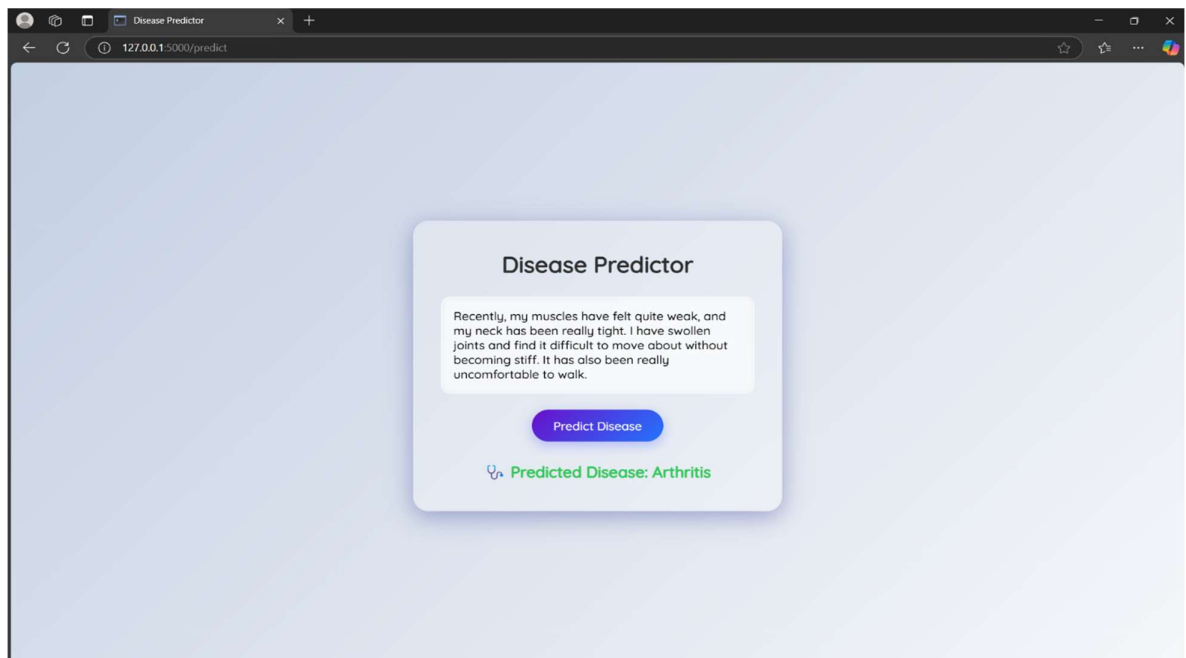 Disease Predictor
127.0.0.1:5000/predict
Disease Predictor
Recently, my muscles have felt quite weak, and
my neck has been really tight. I have swollen
joints and find it difficult to move about without
becoming stiff. It has also been really
uncomfortable to walk.
Predict Disease
Predicted Disease: Arthritis